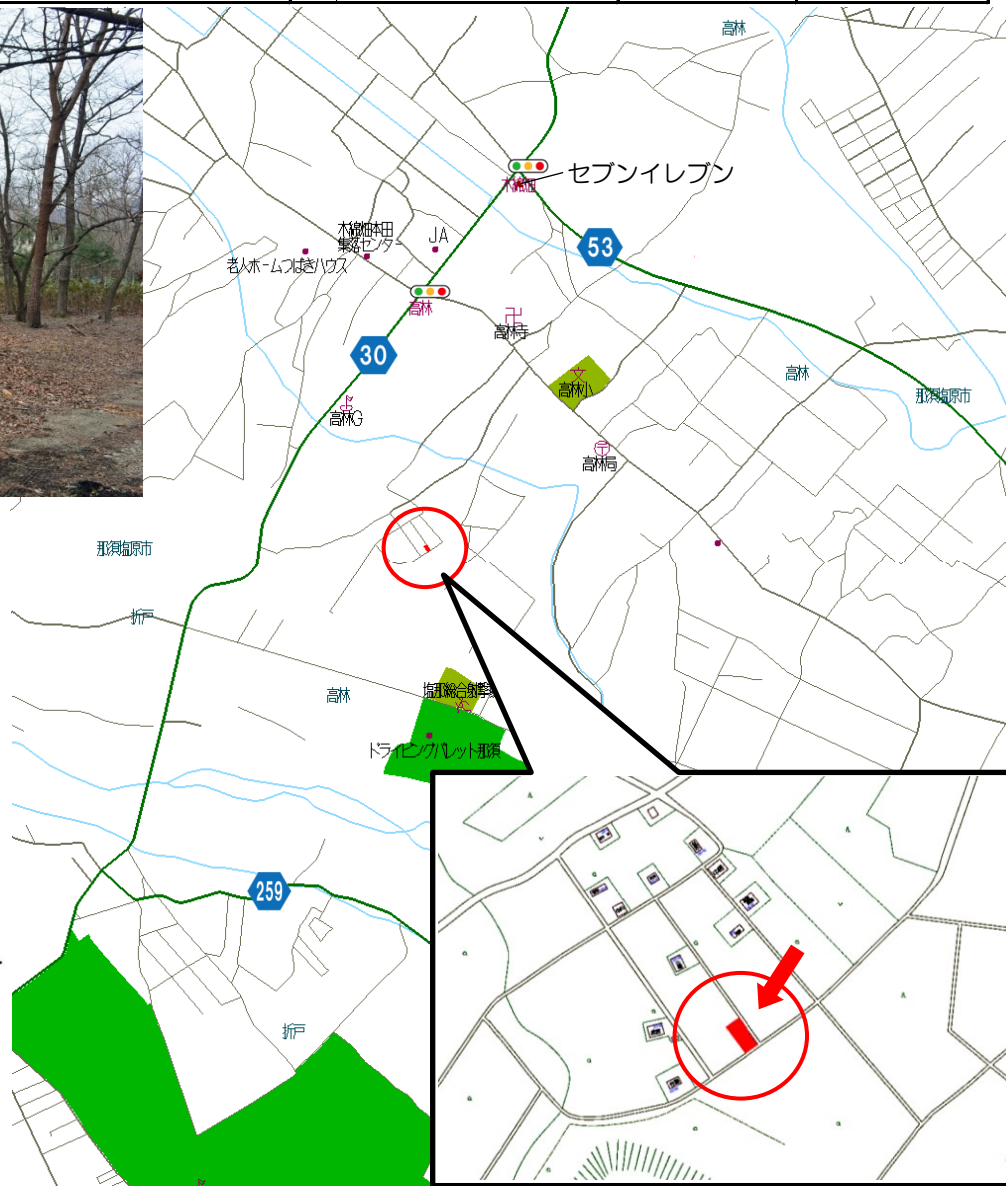 高林
セブンイレブン
木綿畑
木綿畑本田
集落センター
JA
老人ホームつばきハウス
53
高林
高林寺
30
高林
高林小
那須塩原市
高林G
高林局
那須塩原市
折戸
高林
塩那総合射撃
ドライビングパレット那須
259
折戸